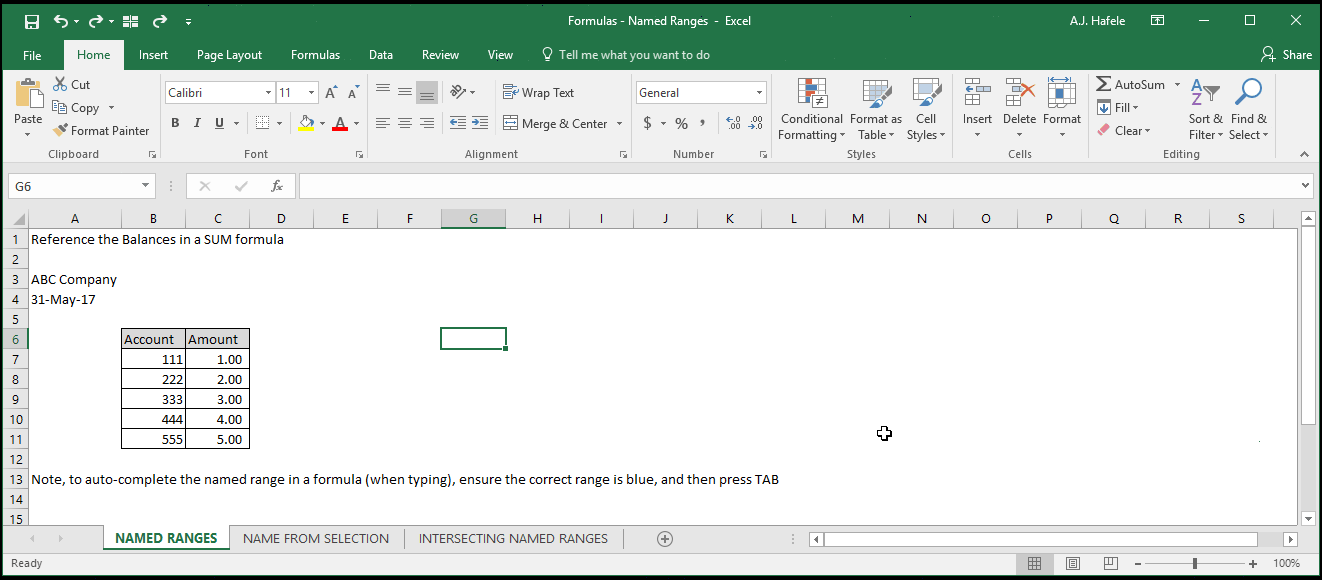 Formulas - Named Ranges - Excel
A.J. Hafele
File Home Insert Page Layout Formulas Data Review View Tell me what you want to do Share
Paste
Cut
Copy
Format Painter
Clipboard
Calibri 11
B I U
Font
Wrap Text
Merge & Center
Alignment
General
$ % ,
Number
Conditional Formatting
Format as Table
Cell Styles
Styles
Insert Delete Format
Cells
AutoSum
Fill
Clear
Sort & Filter
Find & Select
Editing
G6 fx
A B C D E F G H I J K L M N O P Q R S
1 Reference the Balances in a SUM formula
2
3 ABC Company
4 31-May-17
5
6 Account Amount
7 111 1.00
8 222 2.00
9 333 3.00
10 444 4.00
11 555 5.00
12
13 Note, to auto-complete the named range in a formula (when typing), ensure the correct range is blue, and then press TAB
14
15
NAMED RANGES NAME FROM SELECTION INTERSECTING NAMED RANGES
Ready 100%